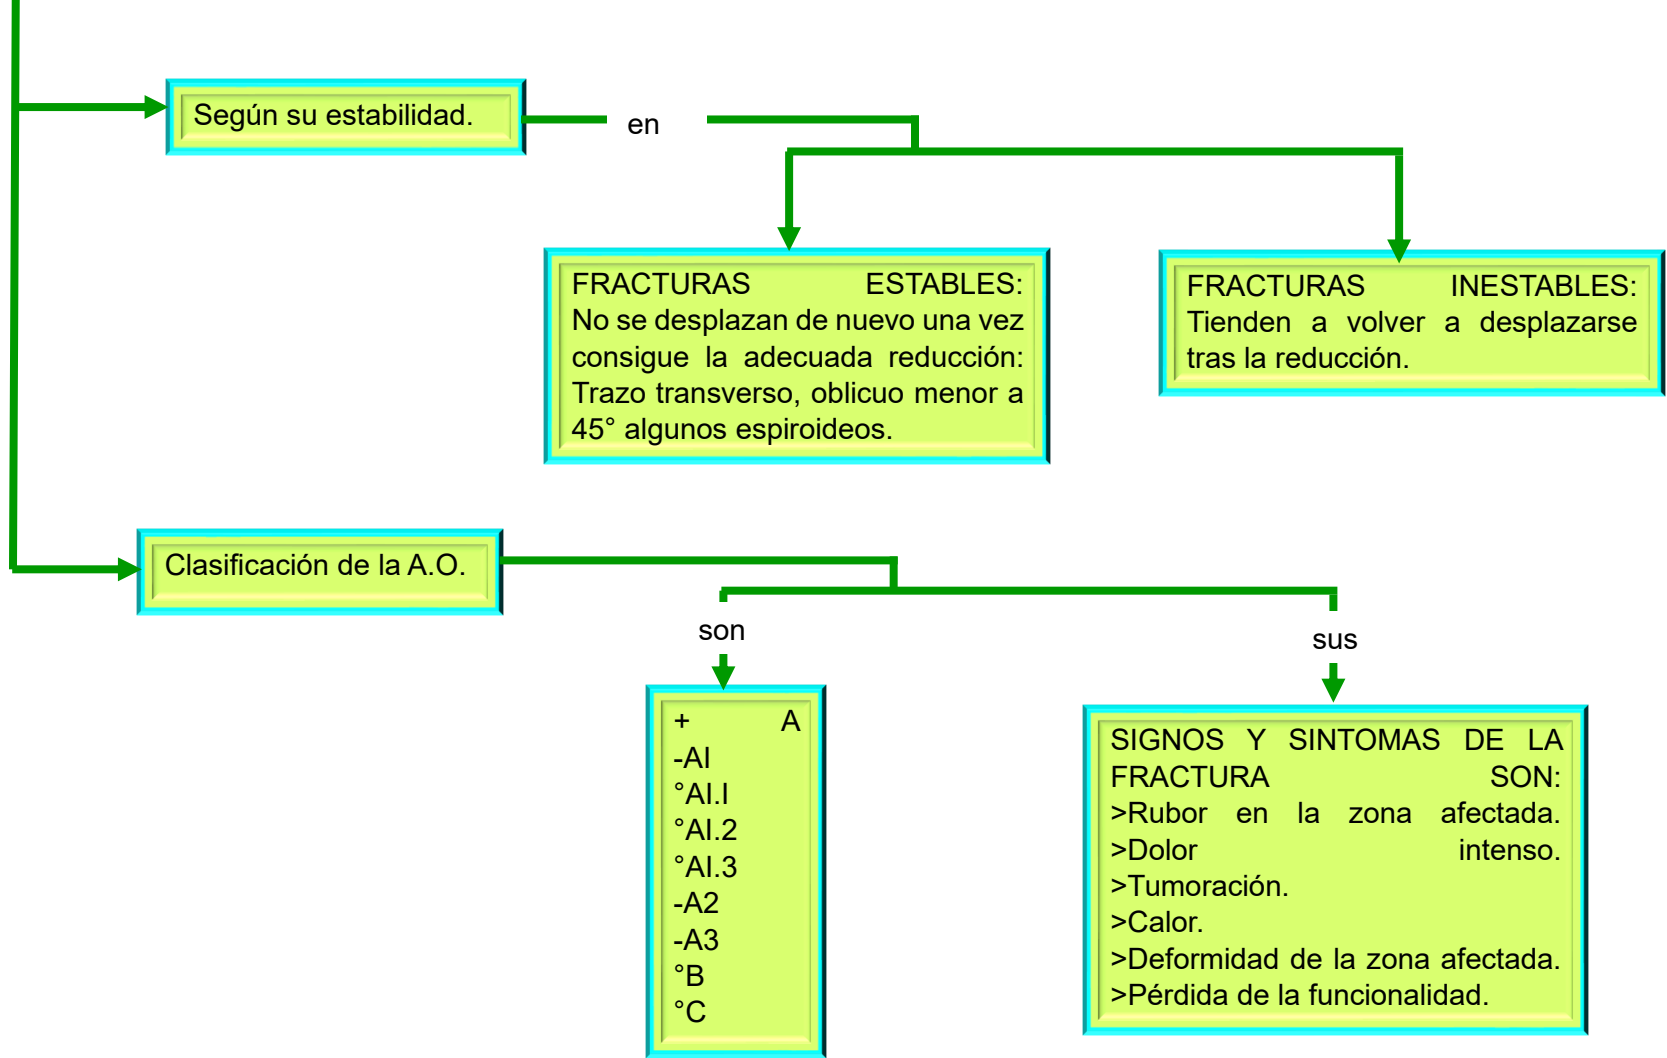 Según su estabilidad.
en
FRACTURAS ESTABLES:
No se desplazan de nuevo una vez
consigue la adecuada reducción:
Trazo transverso, oblicuo menor a
45° algunos espiroideos.
FRACTURAS INESTABLES:
Tienden a volver a desplazarse
tras la reducción.
Clasificación de la A.O.
son
sus
+ A
-AI
°AI.I
°AI.2
°AI.3
-A2
-A3
°B
°C
SIGNOS Y SINTOMAS DE LA
FRACTURA SON:
>Rubor en la zona afectada.
>Dolor intenso.
>Tumoración.
>Calor.
>Deformidad de la zona afectada.
>Pérdida de la funcionalidad.